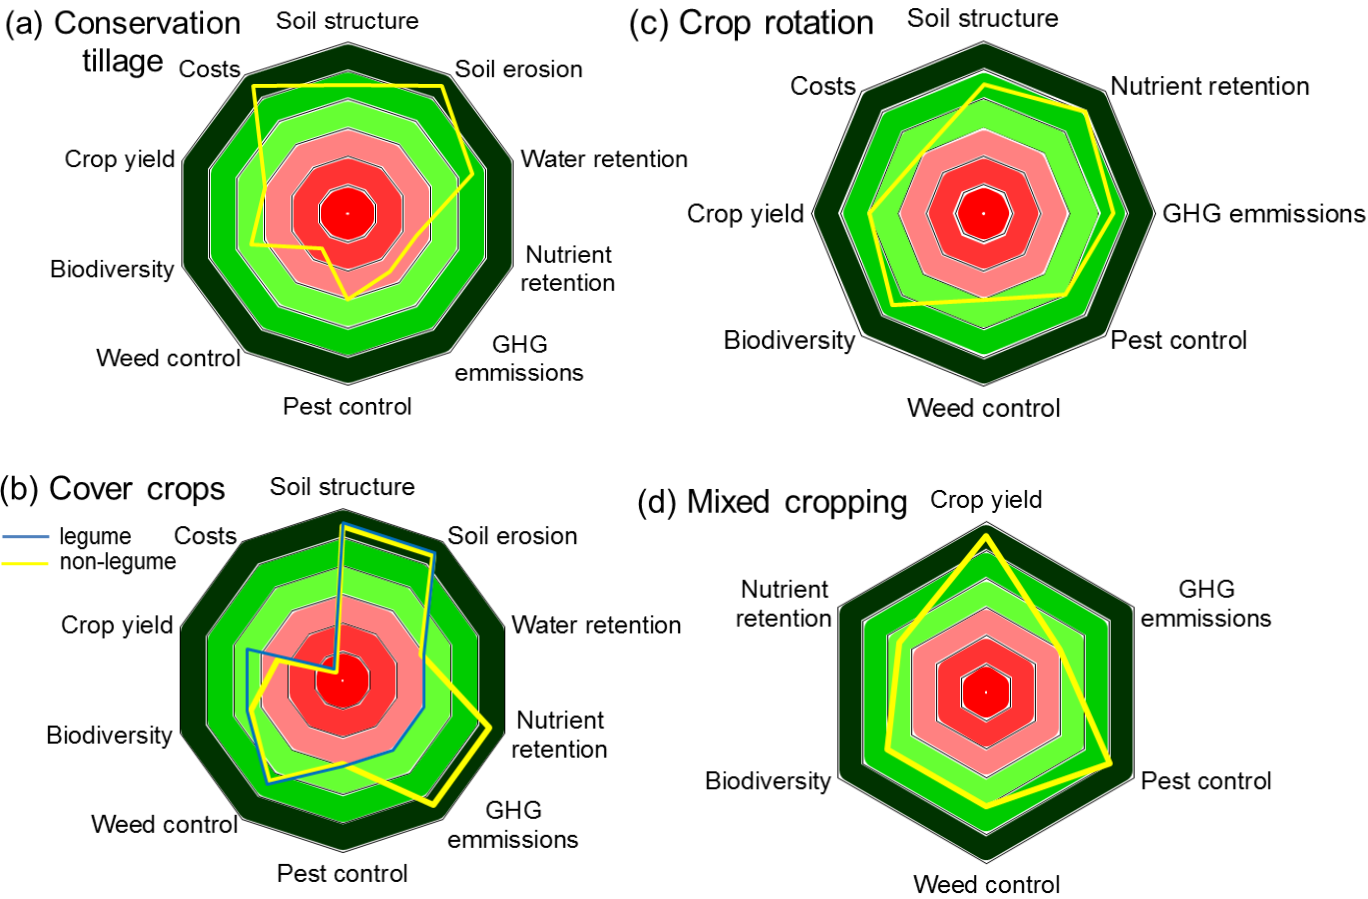 (a) Conservation
tillage
Soil structure
Costs
Soil erosion
Crop yield
Water retention
Biodiversity
Nutrient
retention
Weed control
GHG
emmissions
Pest control
(c) Crop rotation
Soil structure
Costs
Nutrient retention
Crop yield
GHG emmissions
Biodiversity
Pest control
Weed control
(b) Cover crops
legume
non-legume
Soil structure
Costs
Soil erosion
Crop yield
Water retention
Biodiversity
Nutrient
retention
Weed control
GHG
emmissions
Pest control
(d) Mixed cropping
Crop yield
Nutrient
retention
GHG
emmissions
Biodiversity
Pest control
Weed control